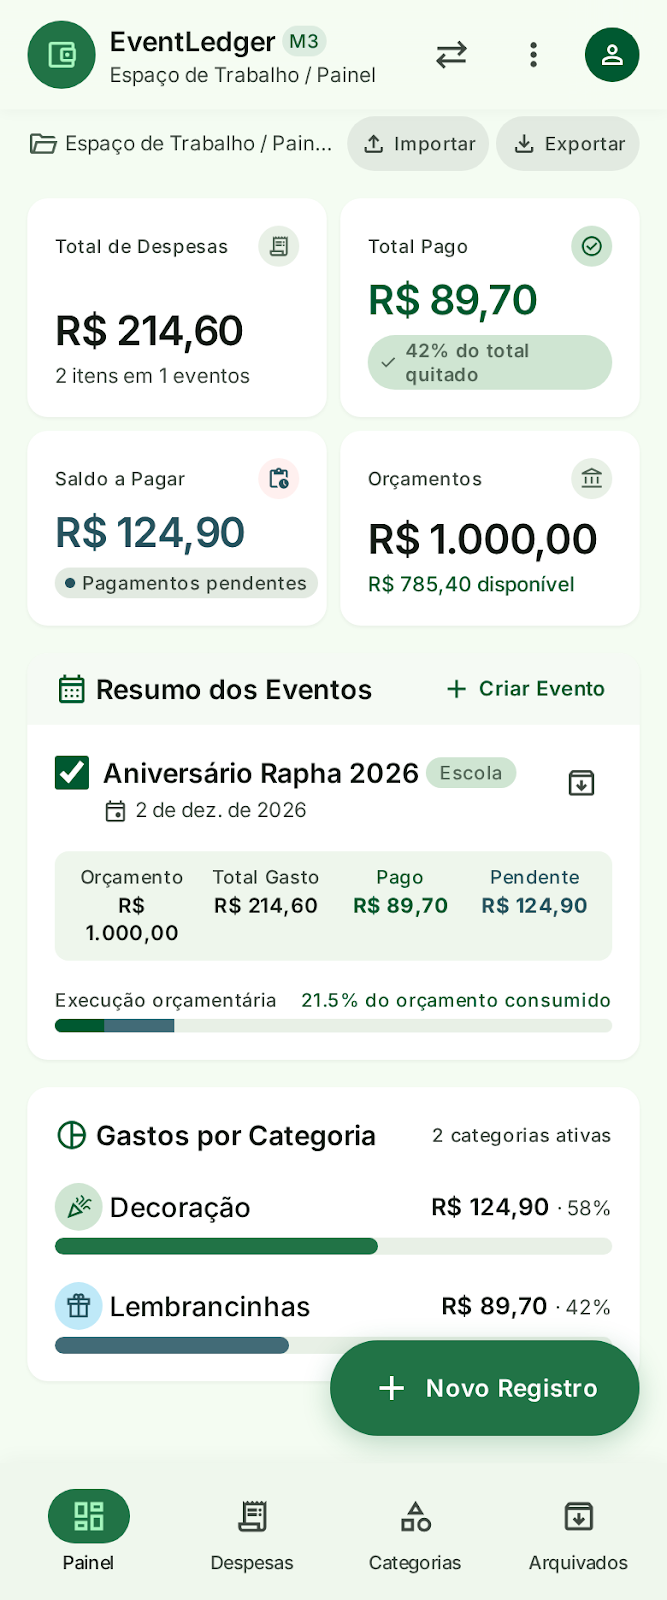 EventLedger M3
Espaço de Trabalho / Painel
Espaço de Trabalho / Pain...
Importar
Exportar
Total de Despesas
R$ 214,60
2 itens em 1 eventos
Total Pago
R$ 89,70
42% do total
quitado
Saldo a Pagar
R$ 124,90
Pagamentos pendentes
Orçamentos
R$ 1.000,00
R$ 785,40 disponível
Resumo dos Eventos
Criar Evento
Aniversário Rapha 2026 Escola
2 de dez. de 2026
Orçamento
R$
1.000,00
Total Gasto
R$ 214,60
Pago
R$ 89,70
Pendente
R$ 124,90
Execução orçamentária 21.5% do orçamento consumido
Gastos por Categoria 2 categorias ativas
Decoração R$ 124,90 · 58%
Lembrancinhas R$ 89,70 · 42%
Novo Registro
Painel
Despesas
Categorias
Arquivados